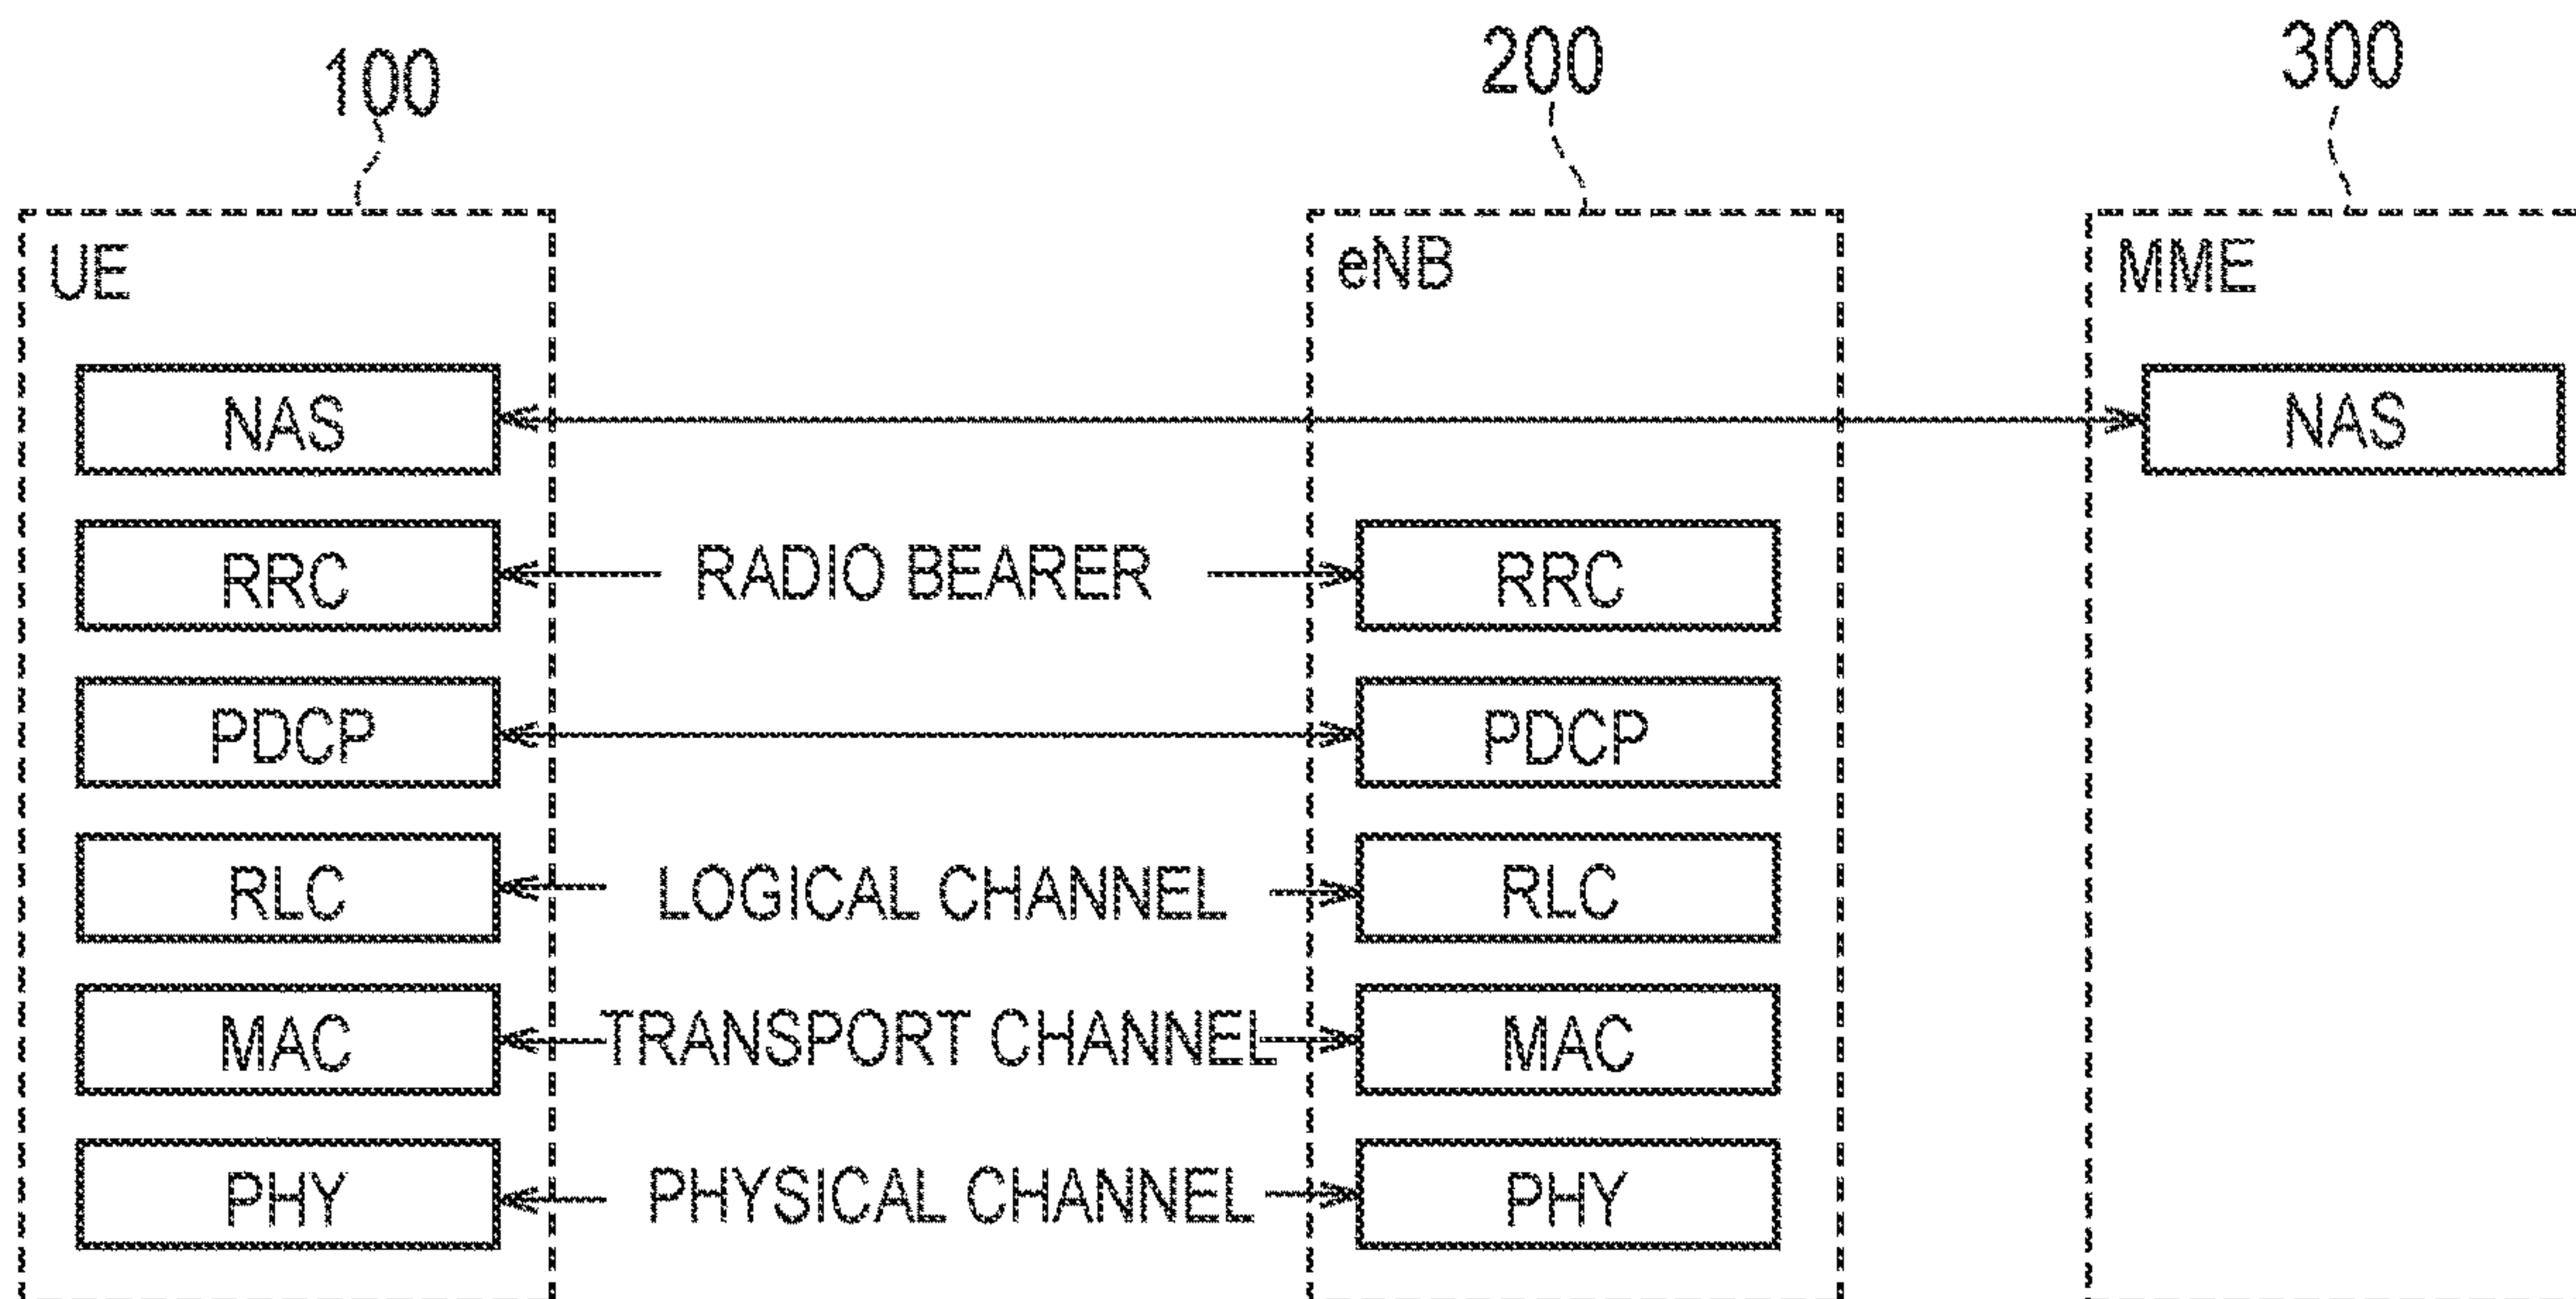 100 200 300
UE eNB MME
NAS NAS
RRC RADIO BEARER RRC
PDCP PDCP
RLC LOGICAL CHANNEL RLC
MAC TRANSPORT CHANNEL MAC
PHY PHYSICAL CHANNEL PHY